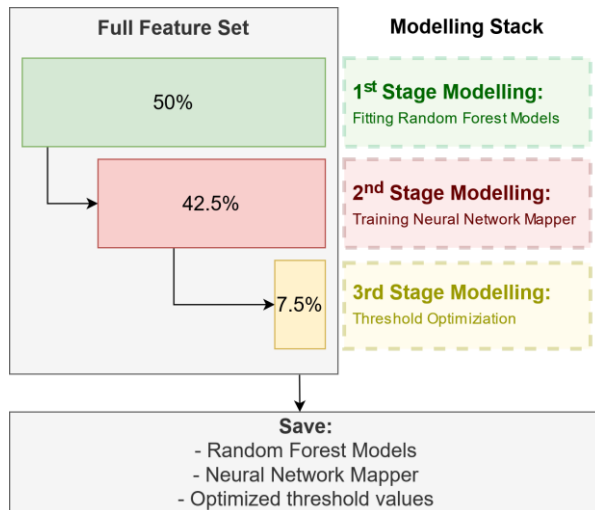 Full Feature Set
Modelling Stack
50%
1st Stage Modelling:
Fitting Random Forest Models
42.5%
2nd Stage Modelling:
Training Neural Network Mapper
7.5%
3rd Stage Modelling:
Threshold Optimiziation
Save:
- Random Forest Models
- Neural Network Mapper
- Optimized threshold values